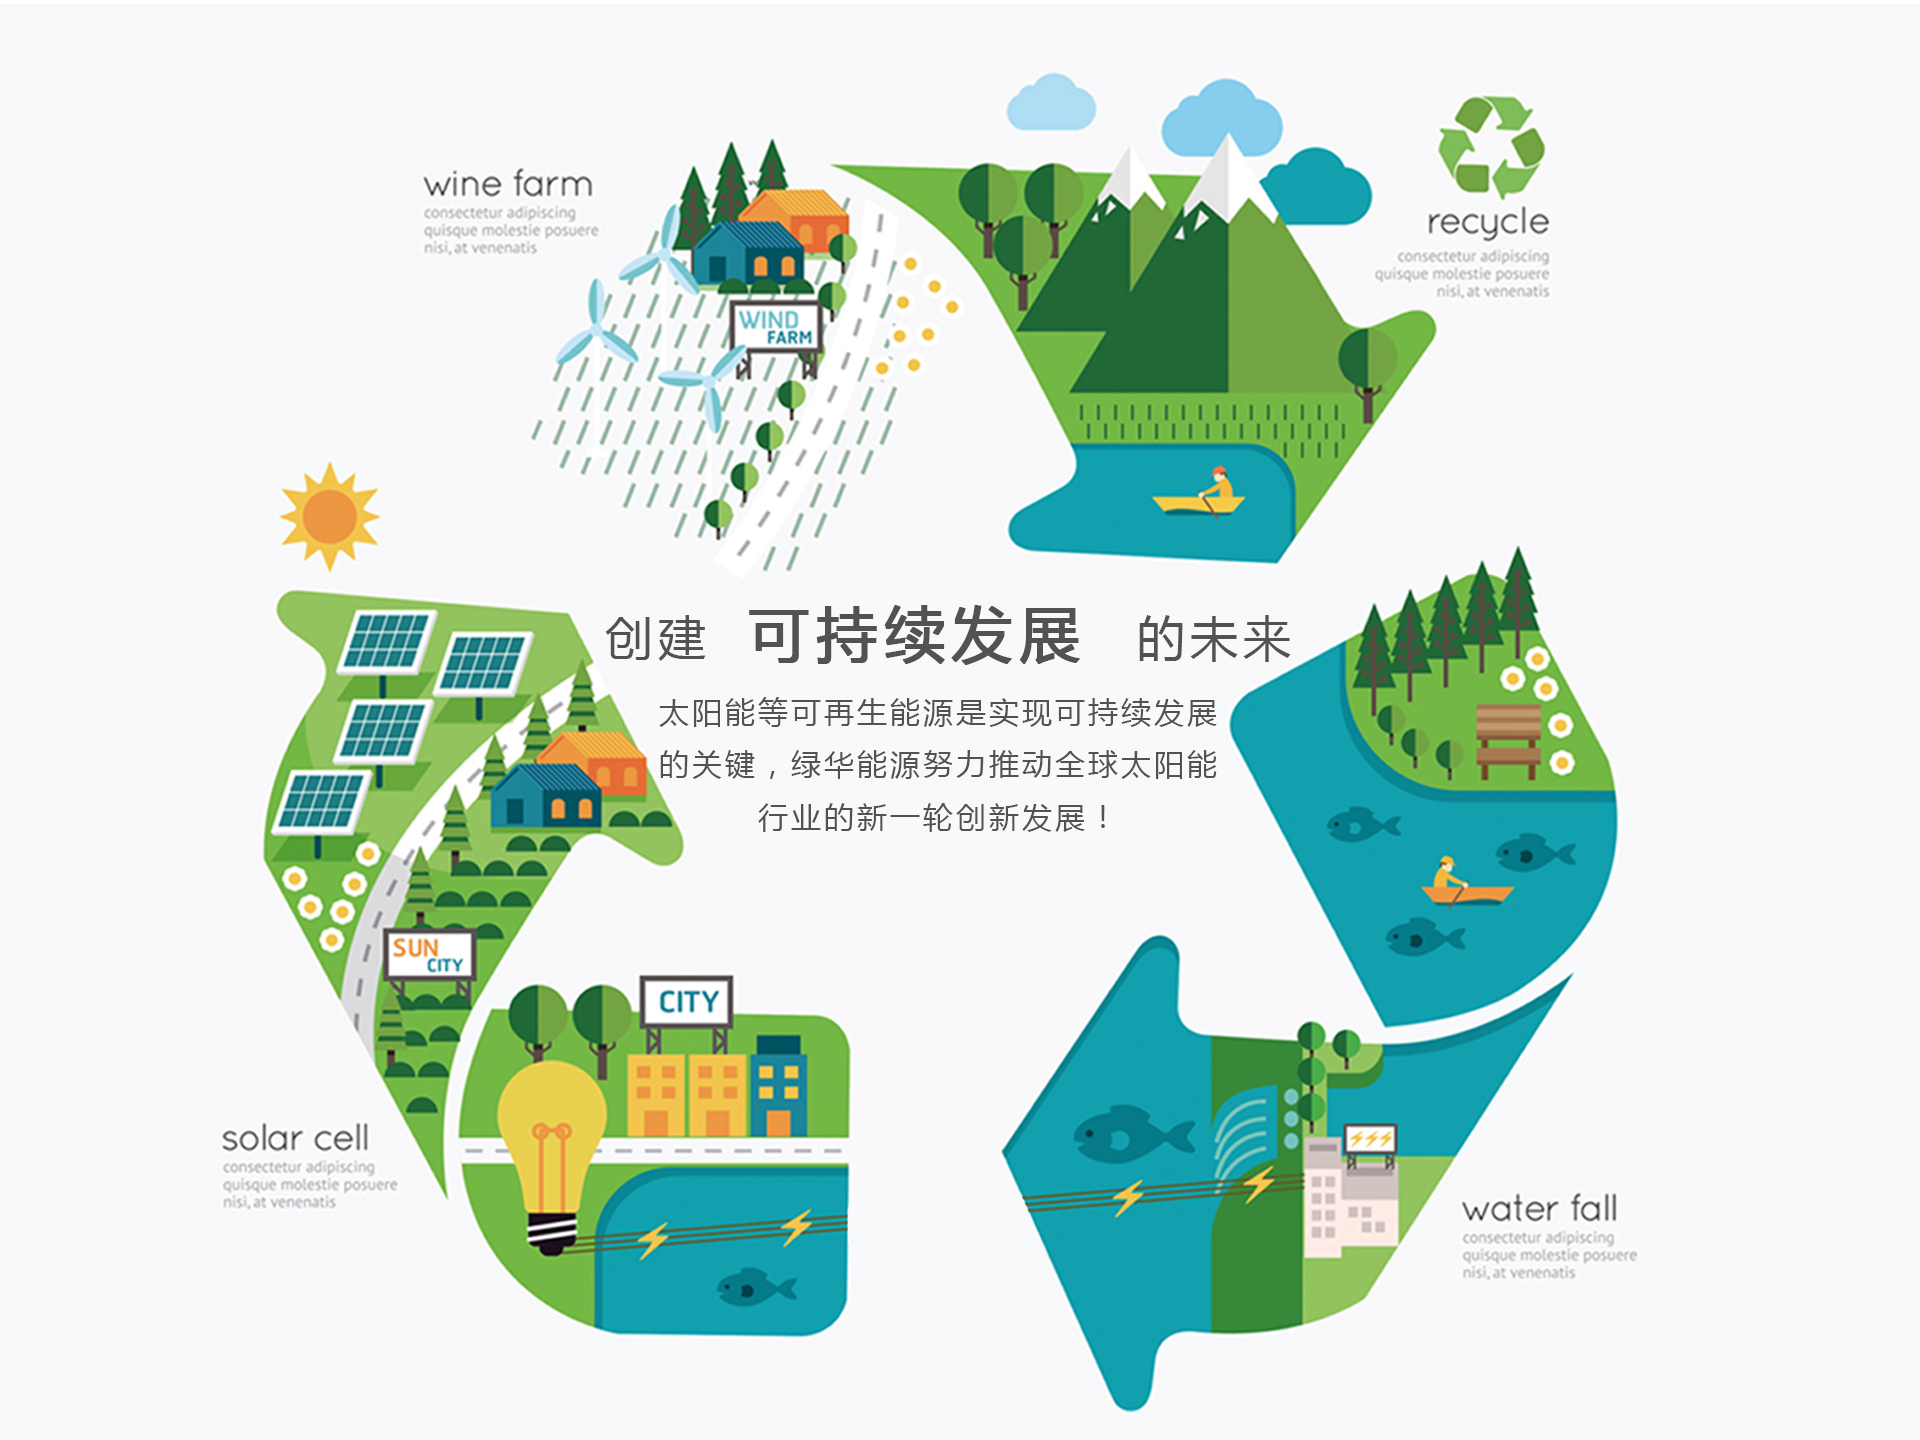 wine farm
consectetur adipiscing
quisque molestie posuere
nisi, at venenatis
recycle
consectetur adipiscing
quisque molestie posuere
nisi, at venenatis
WIND
FARM
创建 可持续发展 的未来
太阳能等可再生能源是实现可持续发展
的关键，绿华能源努力推动全球太阳能
行业的新一轮创新发展！
SUN
CITY
CITY
solar cell
consectetur adipiscing
quisque molestie posuere
nisi, at venenatis
water fall
consectetur adipiscing
quisque molestie posuere
nisi, at venenatis